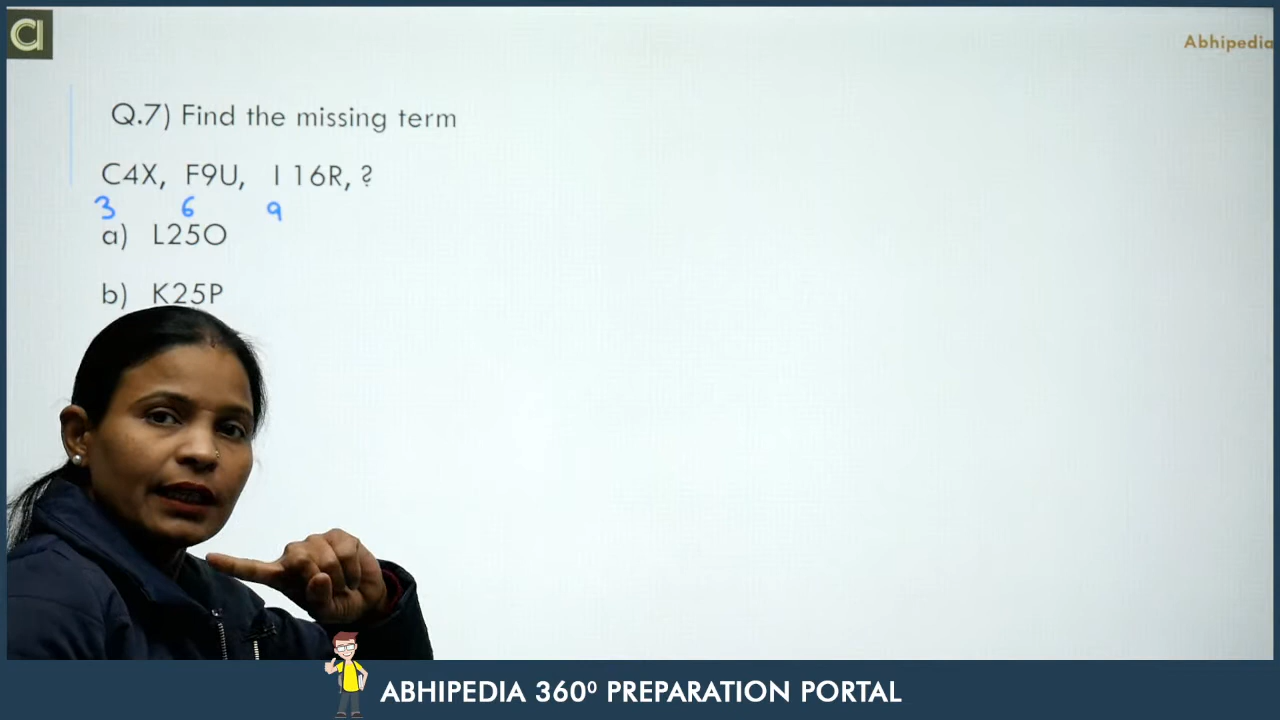 Abhipedia
Q.7) Find the missing term
C4X, F9U, I 16R, ?
3 6 9
a) L25O
b) K25P
ABHIPEDIA 360⁰ PREPARATION PORTAL